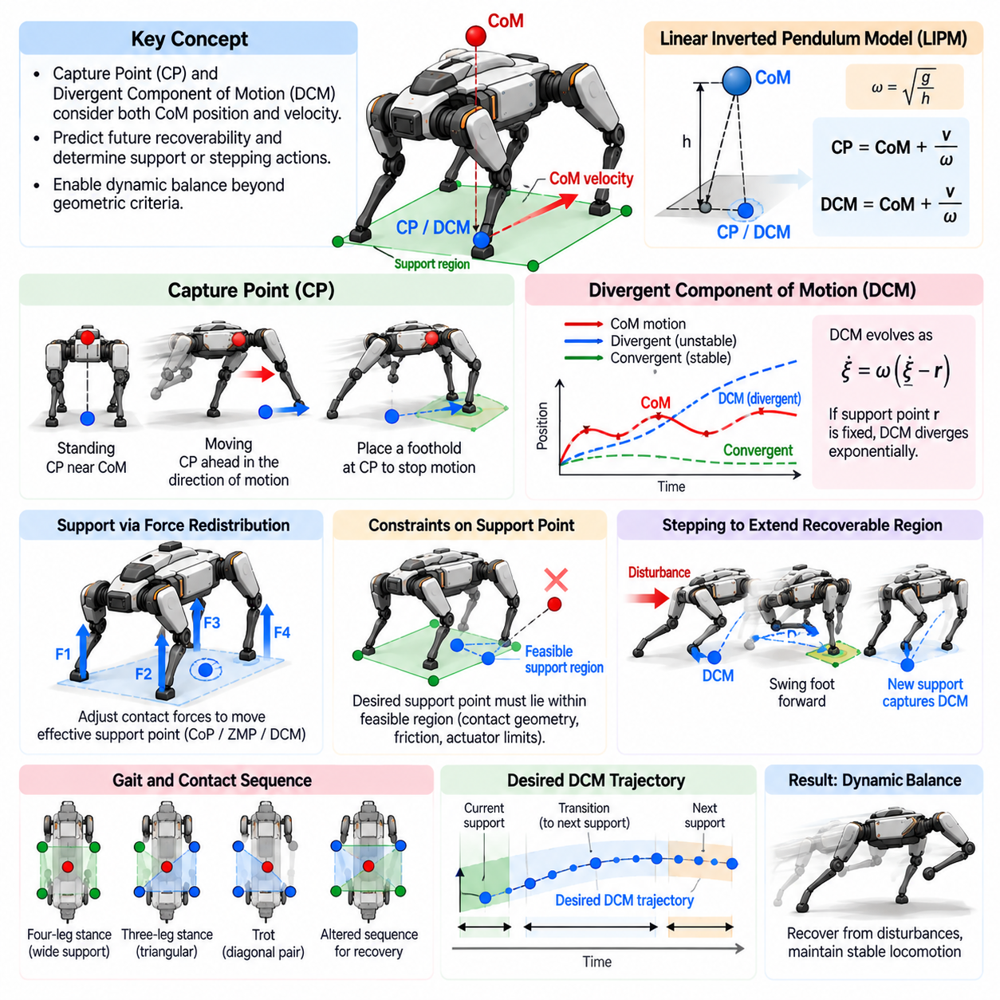 Key Concept
• Capture Point (CP) and
Divergent Component of Motion (DCM)
consider both CoM position and velocity.
• Predict future recoverability and
determine support or stepping actions.
• Enable dynamic balance beyond
geometric criteria.
CoM
CoM velocity
CP / DCM
Support region
Linear Inverted Pendulum Model (LIPM)
CoM
h
CP / DCM
ω = √(g/h)
CP = CoM + v/ω
DCM = CoM + v/ω
Capture Point (CP)
Standing
CP near CoM
Moving
CP ahead in the
direction of motion
Place a foothold
at CP to stop motion
Divergent Component of Motion (DCM)
CoM motion
Divergent (unstable)
Convergent (stable)
Position
CoM
DCM (divergent)
Convergent
Time
DCM evolves as
ξ̇ = ω(ξ̲̇ − r)
If support point r
is fixed, DCM diverges
exponentially.
Support via Force Redistribution
F1
F2
F3
F4
Adjust contact forces to move
effective support point (CoP / ZMP / DCM)
Constraints on Support Point
Feasible
support region
Desired support point must lie within
feasible region (contact geometry,
friction, actuator limits).
Stepping to Extend Recoverable Region
Disturbance
DCM
Swing foot
forward
New support
captures DCM
Gait and Contact Sequence
Four-leg stance
(wide support)
Three-leg stance
(triangular)
Trot
(diagonal pair)
Altered sequence
for recovery
Desired DCM Trajectory
Current
support
Transition
(to next support)
Next
support
Desired DCM trajectory
Time
Result: Dynamic Balance
Recover from disturbances,
maintain stable locomotion